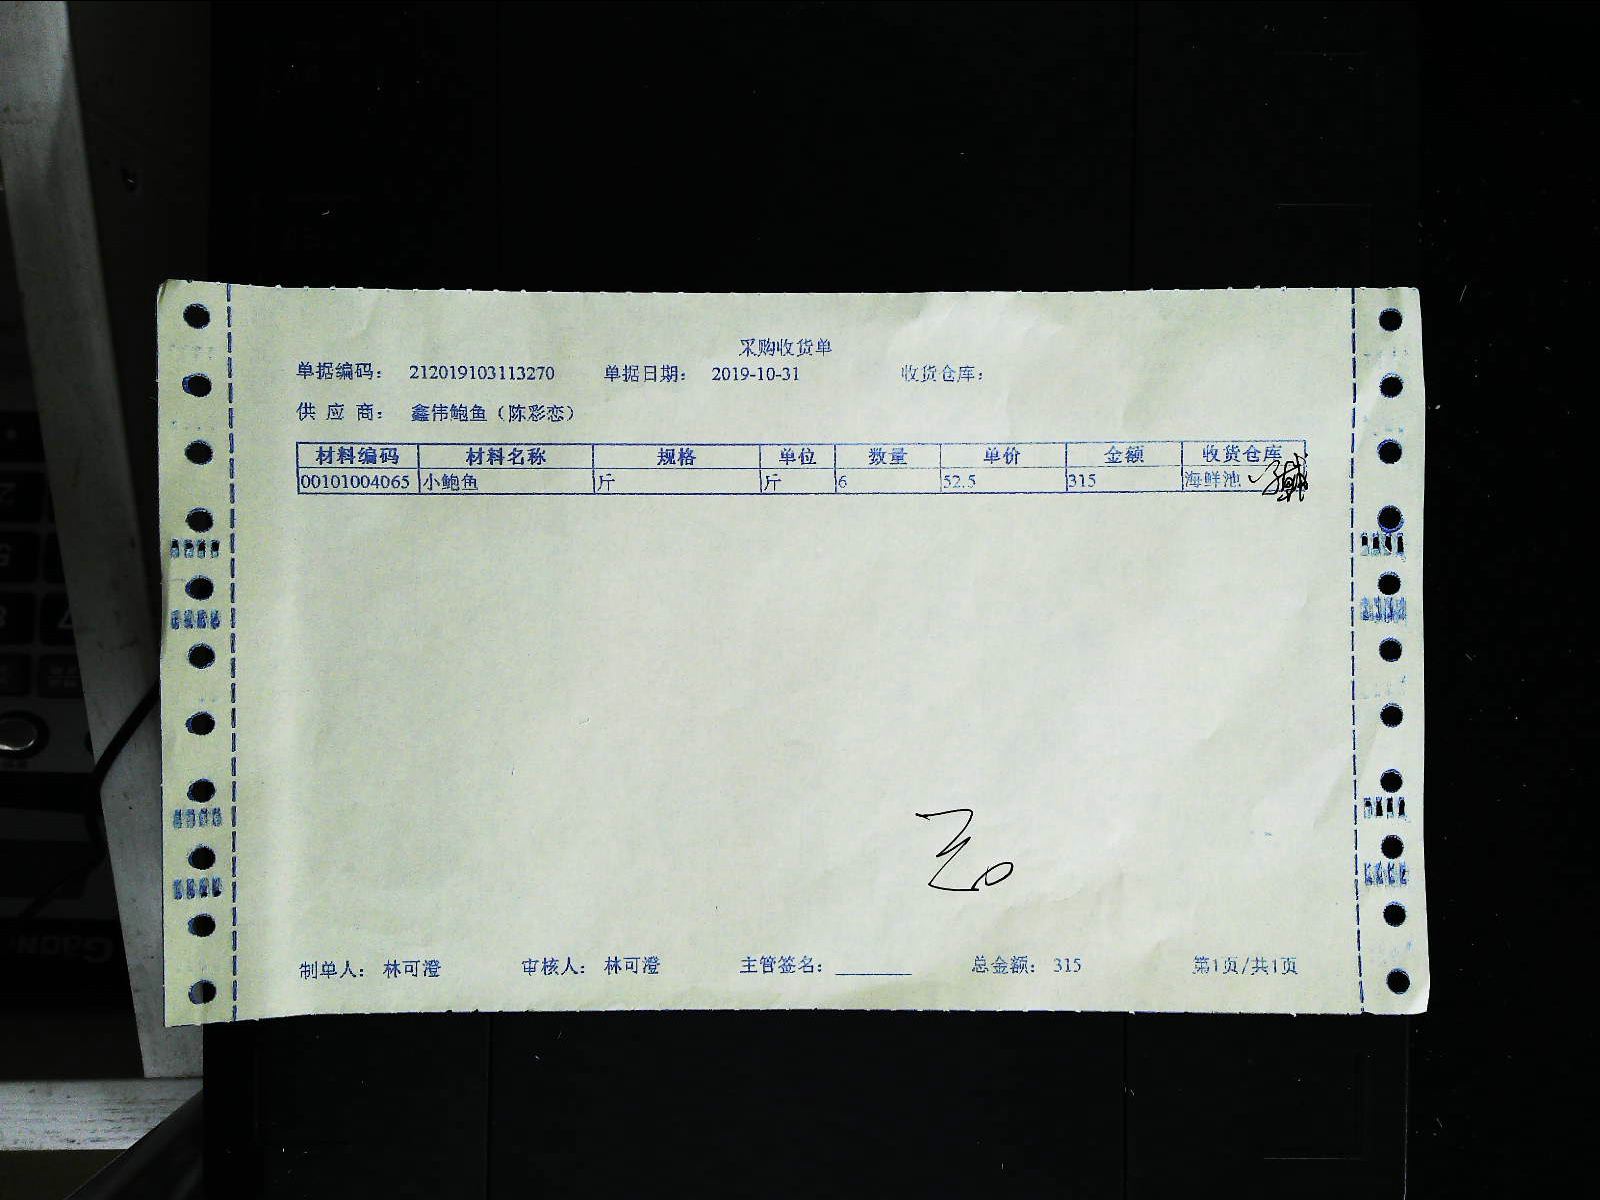 采购收货单
单据编码： 212019103113270 单据日期： 2019-10-31 收货仓库：
供 应 商： 鑫伟鲍鱼（陈彩恋）
材料编码 材料名称 规格 单位 数量 单价 金额 收货仓库
00101004065 小鲍鱼 斤 斤 6 52.5 315 海鲜池
制单人： 林可澄 审核人： 林可澄 主管签名： ________ 总金额： 315 第1页/共1页